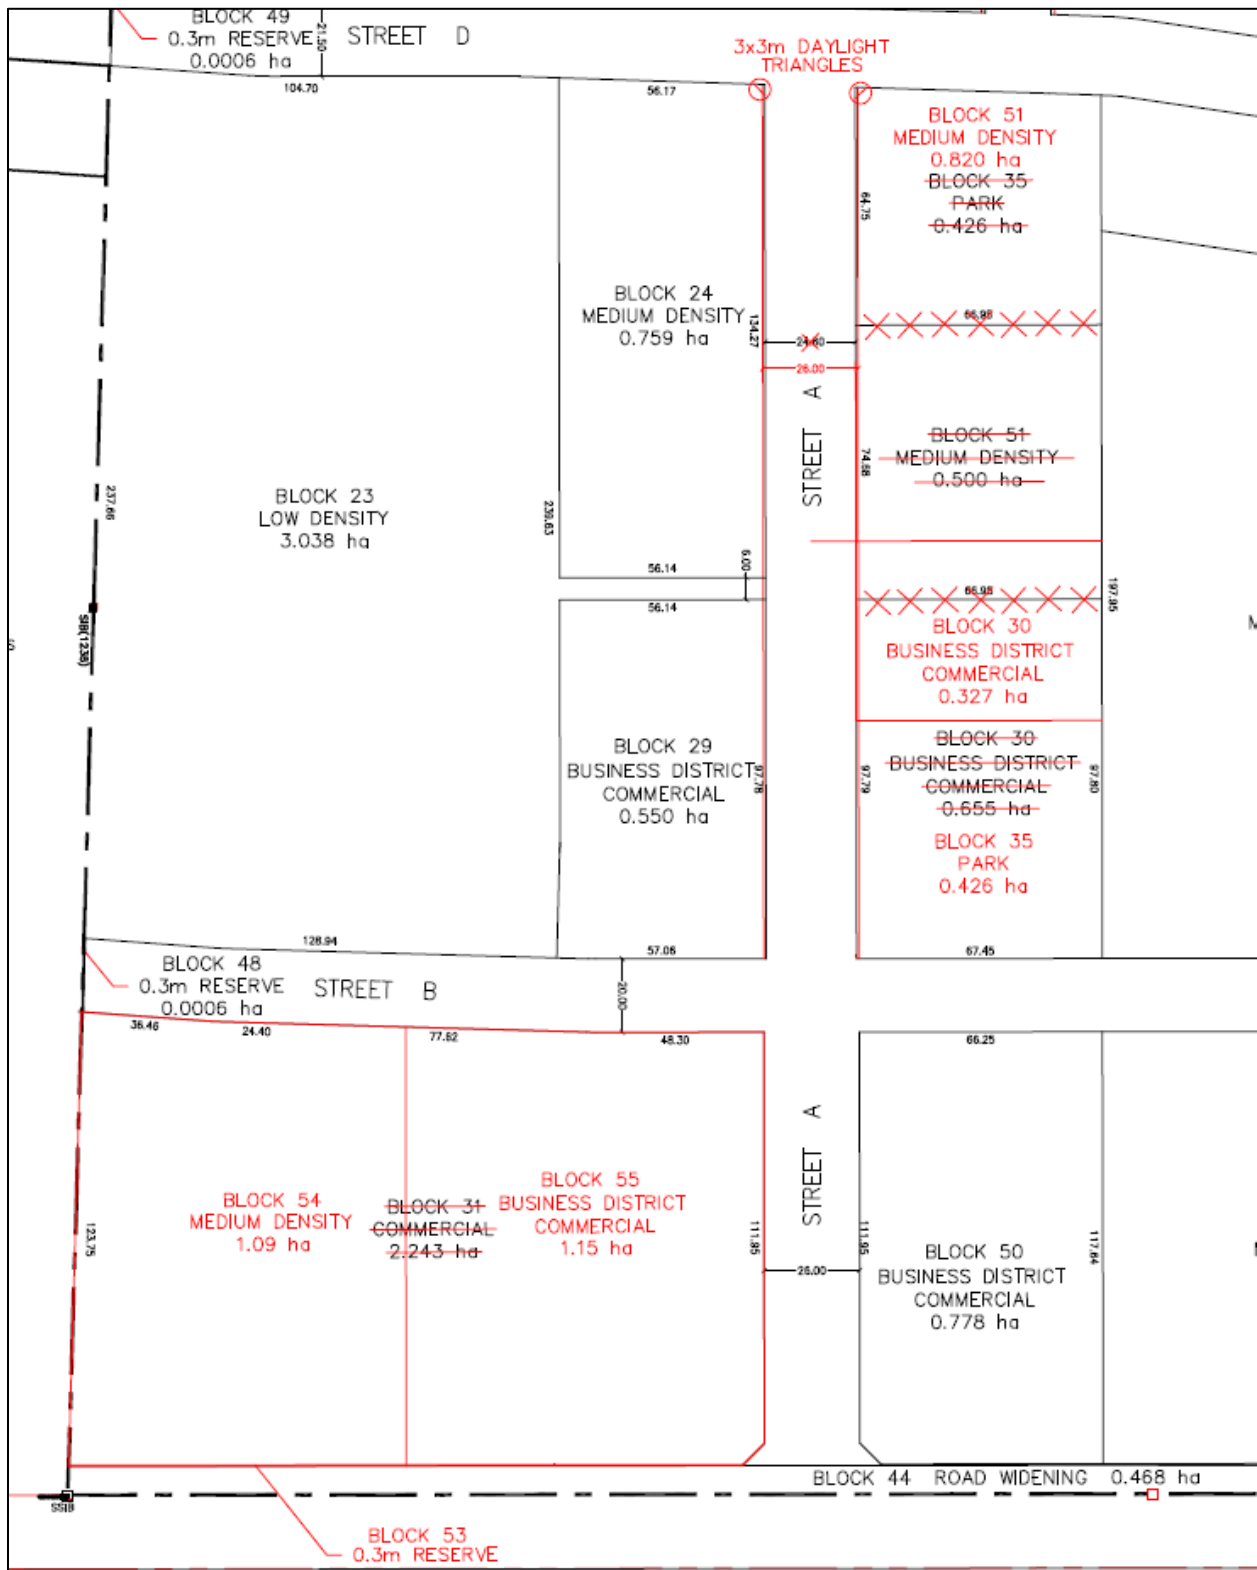 BLOCK 49
0.3m RESERVE
0.0006 ha
21.50
STREET D
3x3m DAYLIGHT
TRIANGLES
104.70
56.17
BLOCK 51
MEDIUM DENSITY
0.820 ha
BLOCK 35
PARK
0.426 ha
64.75
BLOCK 24
MEDIUM DENSITY
0.759 ha
134.27
66.98
24.60
26.00
STREET A
BLOCK 51
MEDIUM DENSITY
0.500 ha
74.68
237.66
BLOCK 23
LOW DENSITY
3.038 ha
239.63
56.14
6.00
56.14
66.98
197.95
SIB(1238)
BLOCK 30
BUSINESS DISTRICT
COMMERCIAL
0.327 ha
BLOCK 29
BUSINESS DISTRICT
COMMERCIAL
0.550 ha
97.78
97.79
BLOCK 30
BUSINESS DISTRICT
COMMERCIAL
0.655 ha
97.80
BLOCK 35
PARK
0.426 ha
128.94
57.06
67.45
BLOCK 48
0.3m RESERVE
0.0006 ha
STREET B
20.00
36.46
24.40
77.62
48.30
66.25
STREET A
BLOCK 54
MEDIUM DENSITY
1.09 ha
BLOCK 31
COMMERCIAL
2.243 ha
BLOCK 55
BUSINESS DISTRICT
COMMERCIAL
1.15 ha
123.75
111.95
111.95
117.64
26.00
BLOCK 50
BUSINESS DISTRICT
COMMERCIAL
0.778 ha
BLOCK 44 ROAD WIDENING 0.468 ha
SSIB
BLOCK 53
0.3m RESERVE